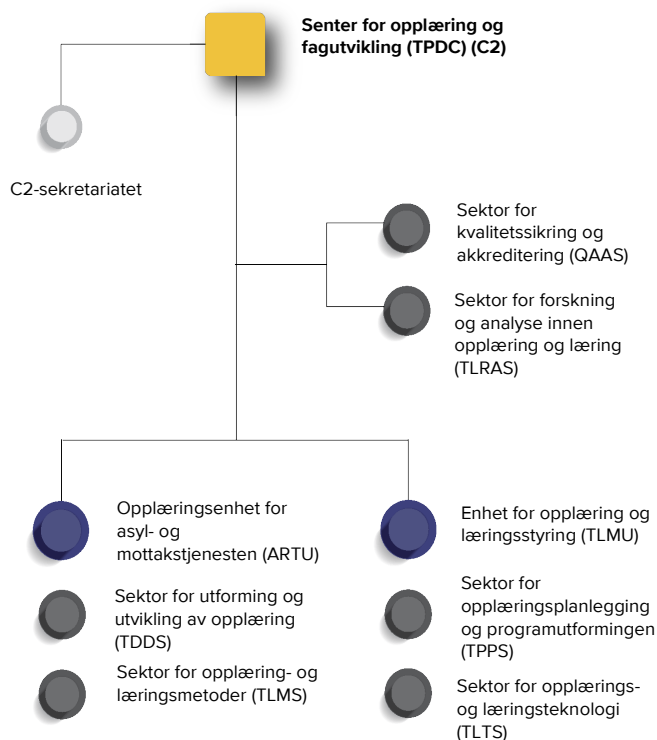 Senter for opplæring og
fagutvikling (TPDC) (C2)
C2-sekretariatet
Sektor for
kvalitetssikring og
akkreditering (QAAS)
Sektor for forskning
og analyse innen
opplæring og læring
(TLRAS)
Opplæringsenhet for
asyl- og
mottakstjenesten (ARTU)
Enhet for opplæring og
læringsstyring (TLMU)
Sektor for utforming og
utvikling av opplæring
(TDDS)
Sektor for
opplæringsplanlegging
og programutformingen
(TPPS)
Sektor for opplæring- og
læringsmetoder (TLMS)
Sektor for opplærings-
og læringsteknologi
(TLTS)